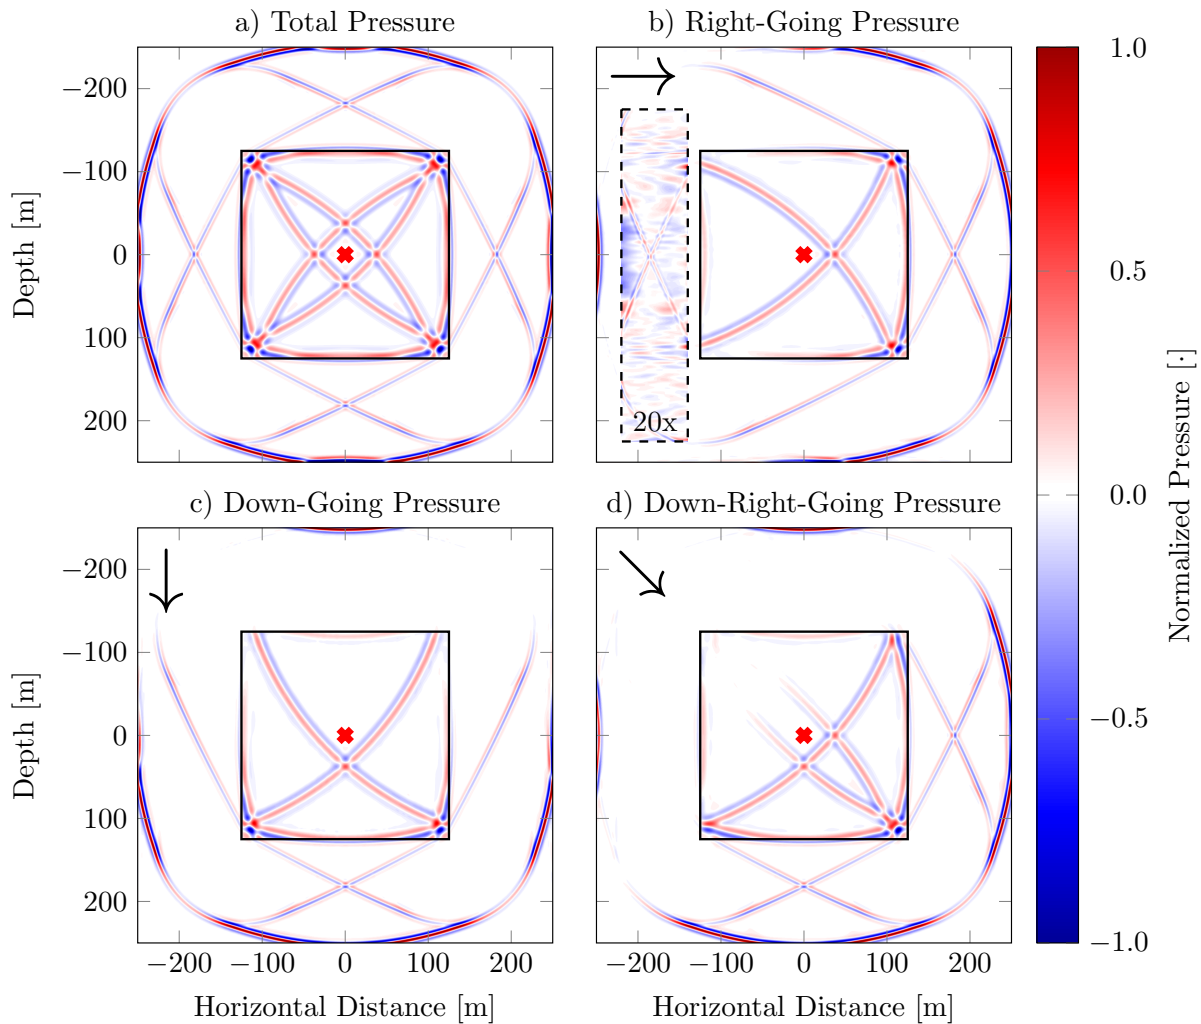 a) Total Pressure
b) Right-Going Pressure
−200
−100
0
100
200
Depth [m]
20x
1.0
0.5
0.0
−0.5
−1.0
Normalized Pressure [·]
c) Down-Going Pressure
d) Down-Right-Going Pressure
−200
−100
0
100
200
Depth [m]
−200 −100 0 100 200
−200 −100 0 100 200
Horizontal Distance [m]
Horizontal Distance [m]